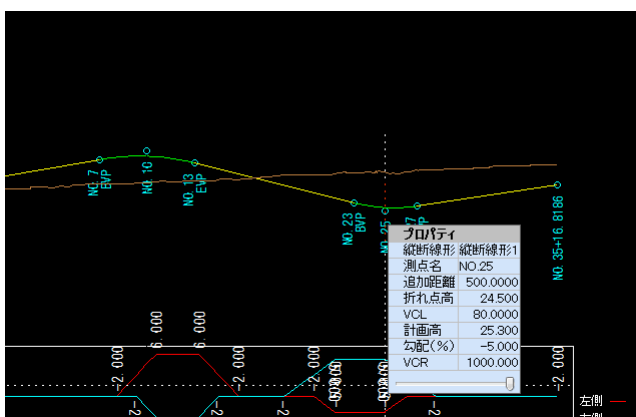 NO.7
BVP
NO.10
NO.13
EVP
NO.23
BVP
NO.25
NO.35+16.8186
プロパティ
縦断線形 縦断線形1
測点名 NO.25
追加距離 500.0000
折れ点高 24.500
VCL 80.0000
計画高 25.300
勾配(%) -5.000
VCR 1000.000
-2.000
6.000
6.000
-2.000
-2.000
-2.000
-2.000
左側